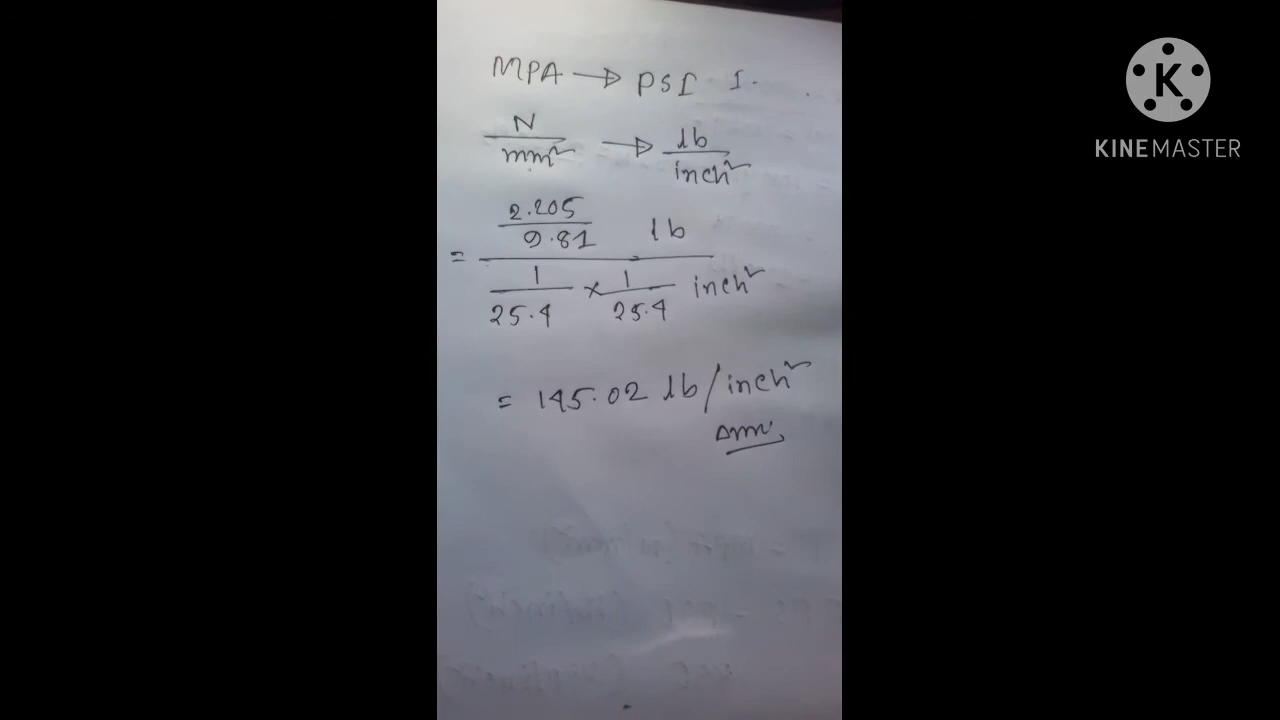 MPA → PSI I.
N/mm² → lb/inch²
= (2.205/9.81 lb) / (1/25.4 × 1/25.4 inch²)
= 145.02 lb/inch²
KINEMASTER